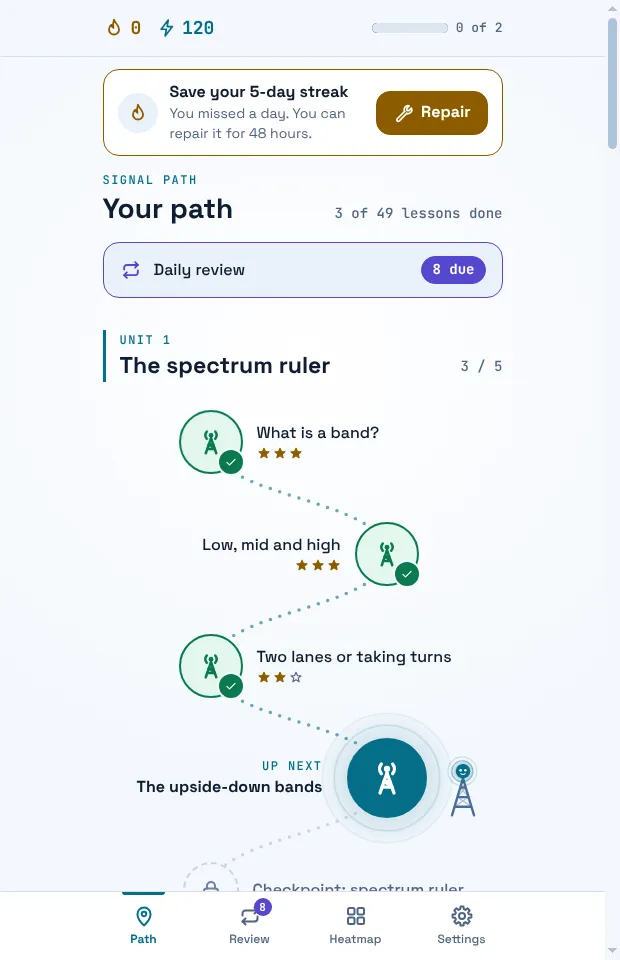 0 120 0 of 2
Save your 5-day streak
You missed a day. You can
repair it for 48 hours.
Repair
SIGNAL PATH
Your path 3 of 49 lessons done
Daily review 8 due
UNIT 1
The spectrum ruler 3 / 5
What is a band?
Low, mid and high
Two lanes or taking turns
UP NEXT
The upside-down bands
Checkpoint: spectrum ruler
8
Path Review Heatmap Settings